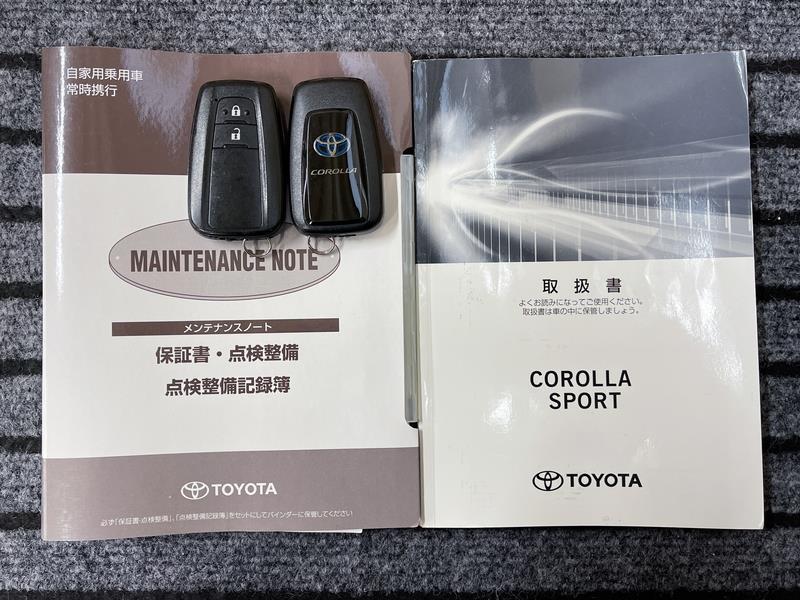 自家用乗用車
常時携行
COROLLA
MAINTENANCE NOTE
メンテナンスノート
保証書・点検整備
点検整備記録簿
TOYOTA
必ず「保証書・点検整備」、「点検整備記録簿」をセットにしてバインダーに保管してください
取扱書
よくお読みになってご使用ください。
取扱書は車の中に保管しましょう。
COROLLA
SPORT
TOYOTA